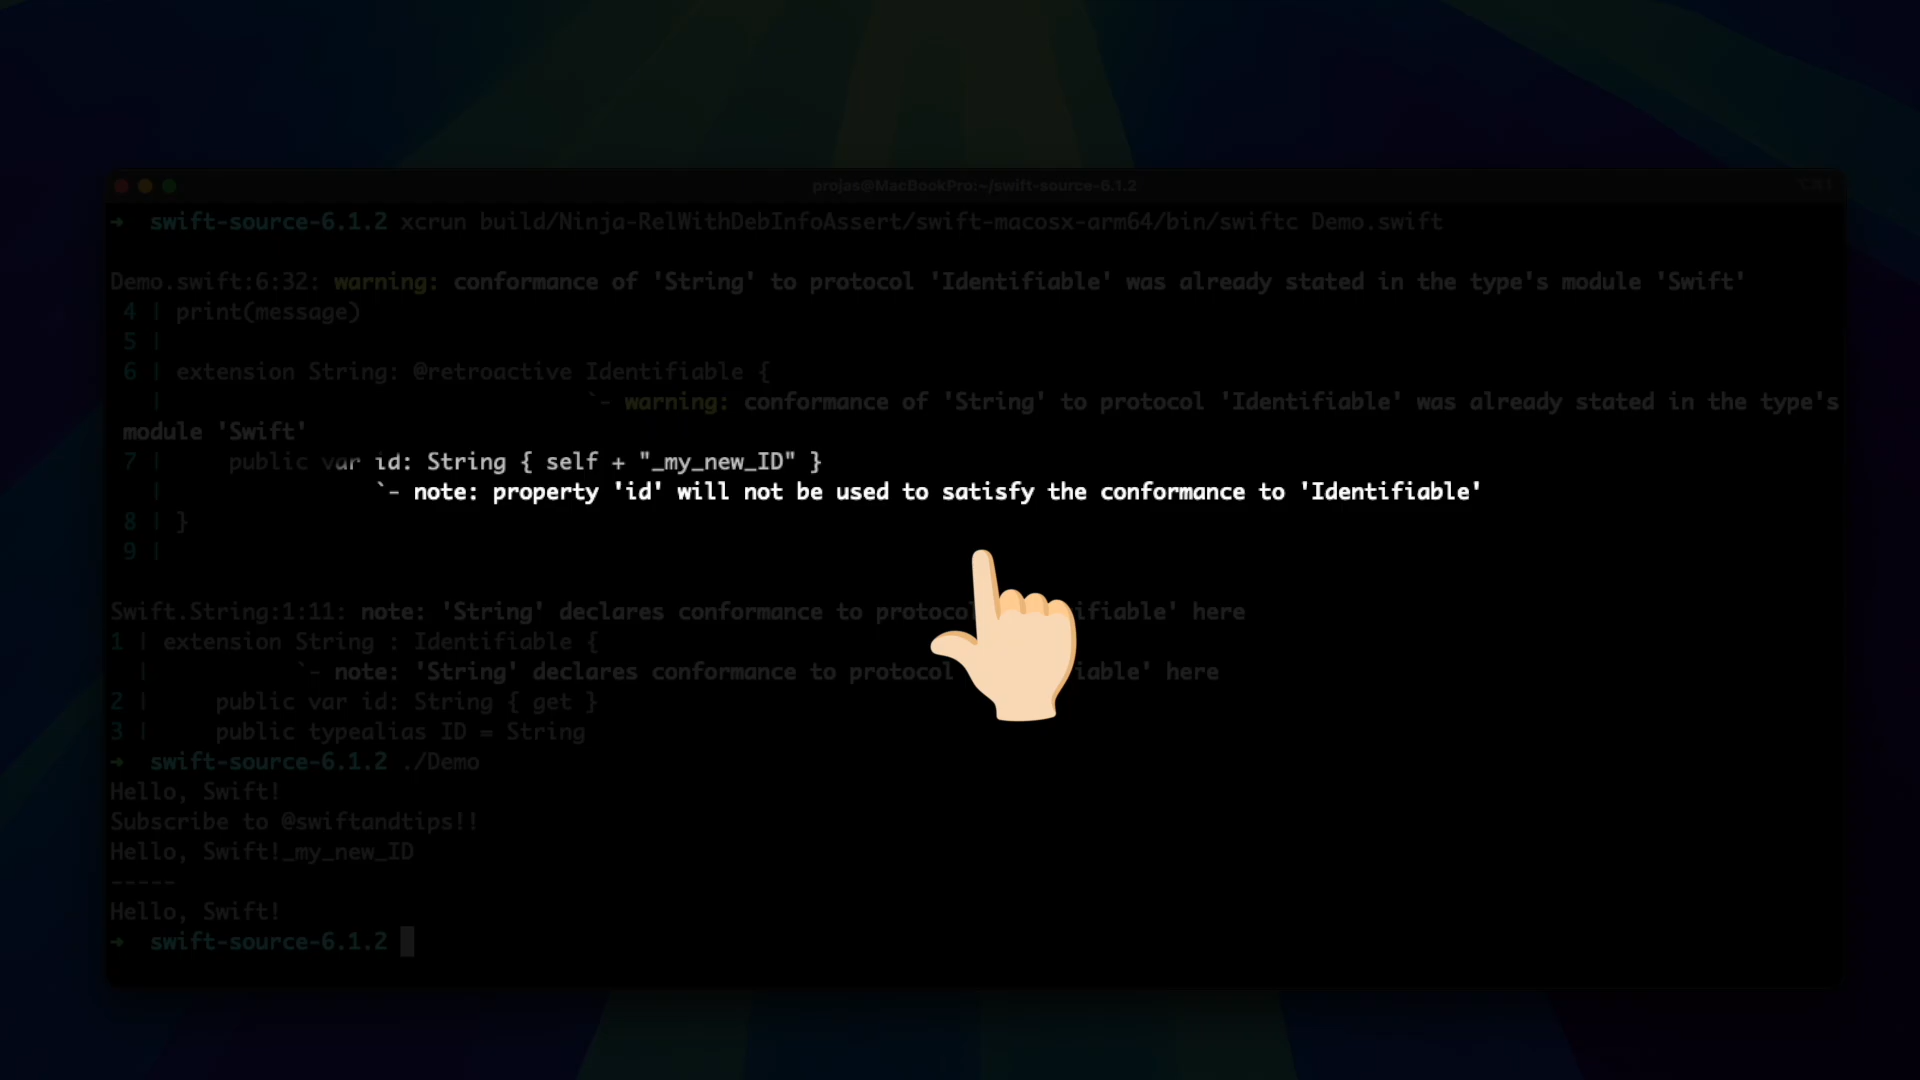 projas@MacBookPro:~/swift-source-6.1.2
➜ swift-source-6.1.2 xcrun build/Ninja-RelWithDebInfoAssert/swift-macosx-arm64/bin/swiftc Demo.swift
Demo.swift:6:32: warning: conformance of 'String' to protocol 'Identifiable' was already stated in the type's module 'Swift'
4 | print(message)
5 |
6 | extension String: @retroactive Identifiable {
| `- warning: conformance of 'String' to protocol 'Identifiable' was already stated in the type's
module 'Swift'
7 | public var id: String { self + "_my_new_ID" }
| `- note: property 'id' will not be used to satisfy the conformance to 'Identifiable'
8 | }
9 |
Swift.String:1:11: note: 'String' declares conformance to protoco tifiable' here
1 | extension String : Identifiable {
| `- note: 'String' declares conformance to protocol iable' here
2 | public var id: String { get }
3 | public typealias ID = String
➜ swift-source-6.1.2 ./Demo
Hello, Swift!
Subscribe to @swiftandtips!!
Hello, Swift!_my_new_ID
-----
Hello, Swift!
➜ swift-source-6.1.2